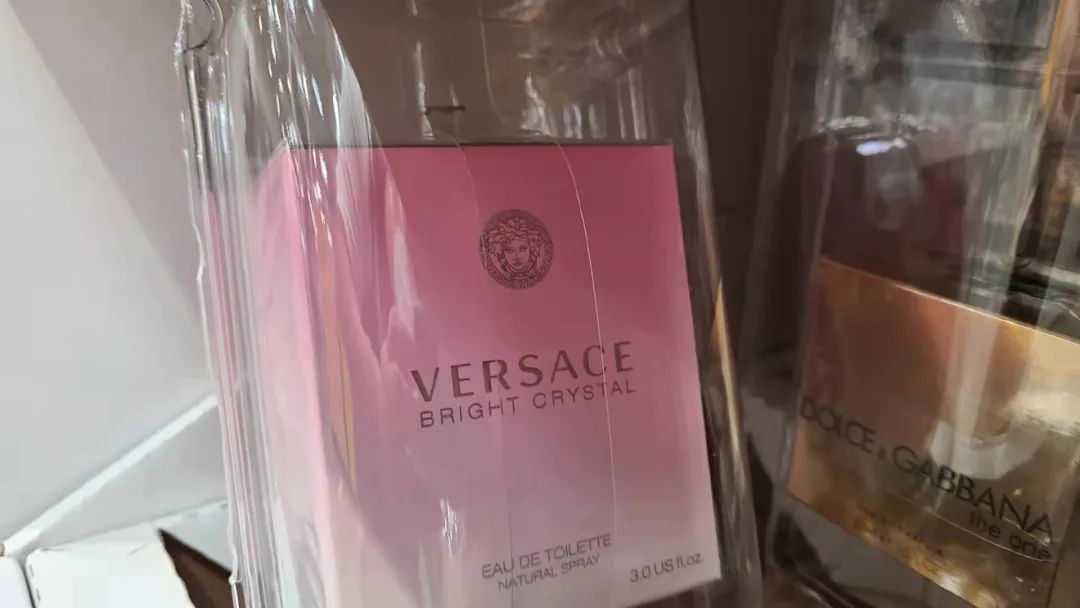 VERSACE
BRIGHT CRYSTAL
EAU DE TOILETTE
NATURAL SPRAY
3.0 US fl.oz
DOLCE & GABBANA
the one